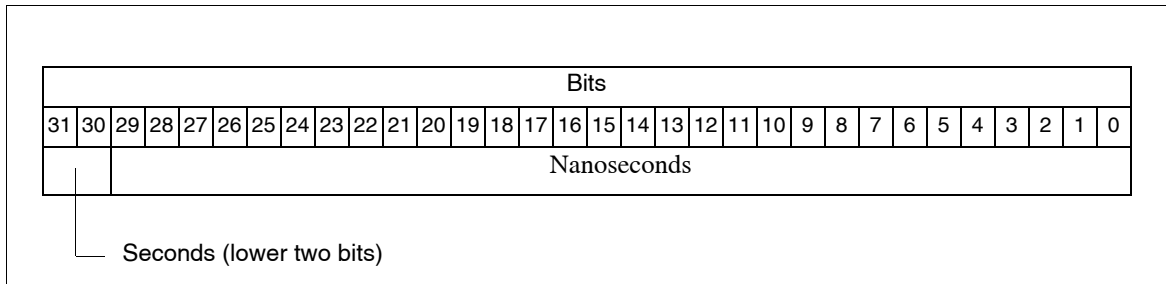 Bits
31 30 29 28 27 26 25 24 23 22 21 20 19 18 17 16 15 14 13 12 11 10 9 8 7 6 5 4 3 2 1 0
Nanoseconds
Seconds (lower two bits)